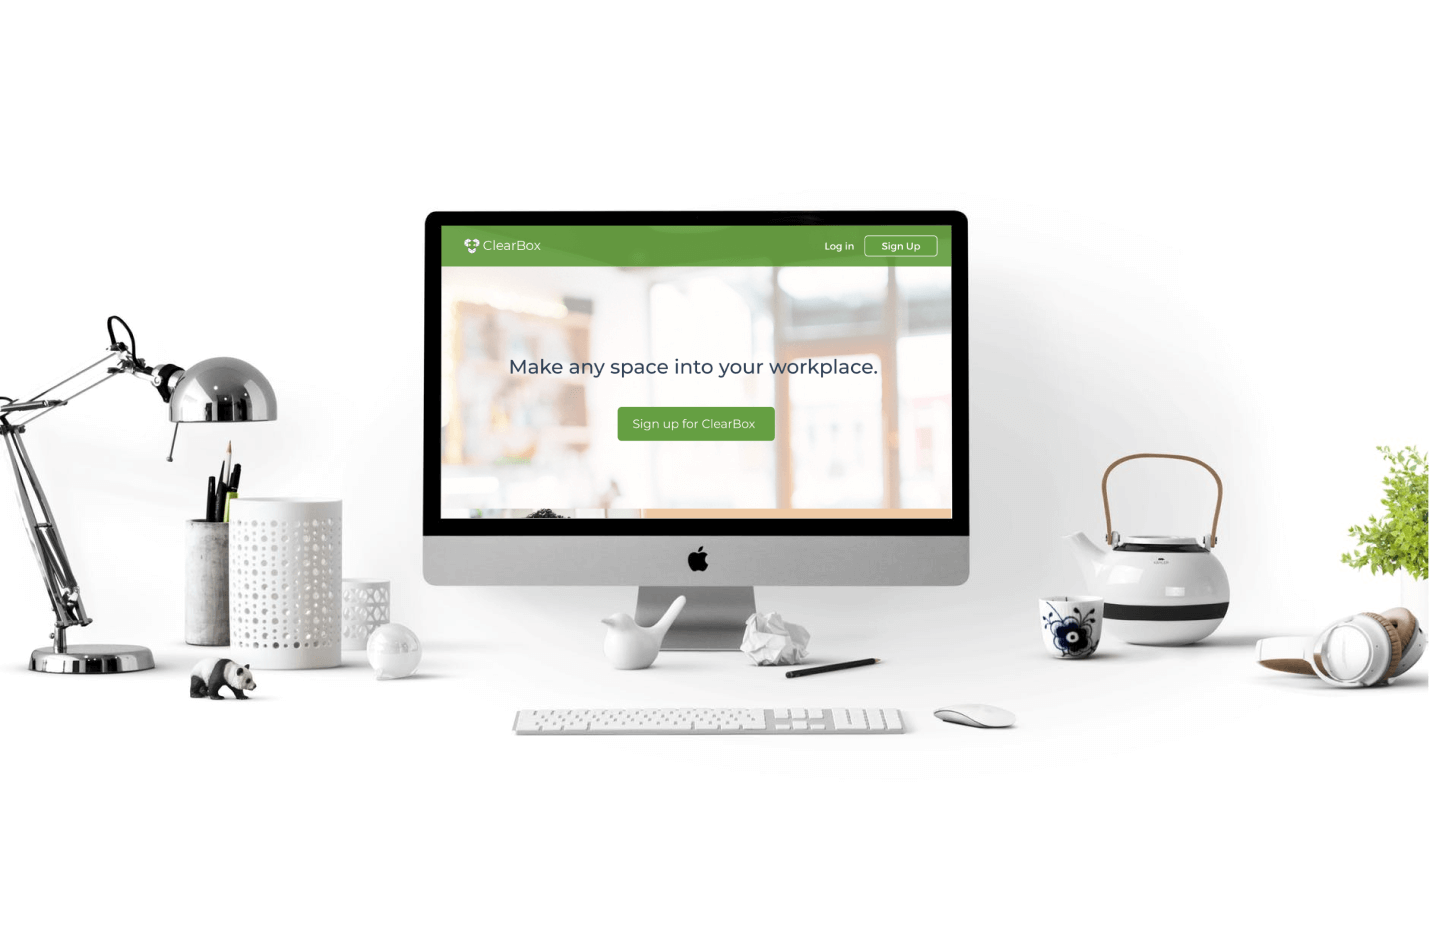 ClearBox
Log in
Sign Up
Make any space into your workplace.
Sign up for ClearBox